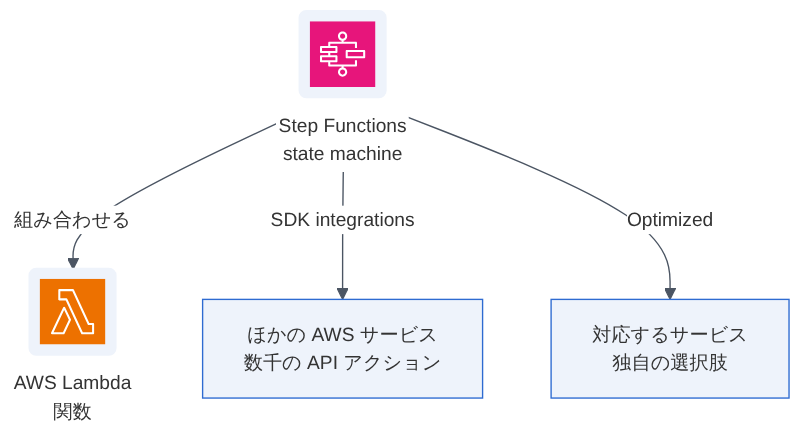 Step Functions
state machine
組み合わせる
SDK integrations
Optimized
ほかの AWS サービス
数千の API アクション
対応するサービス
独自の選択肢
AWS Lambda
関数